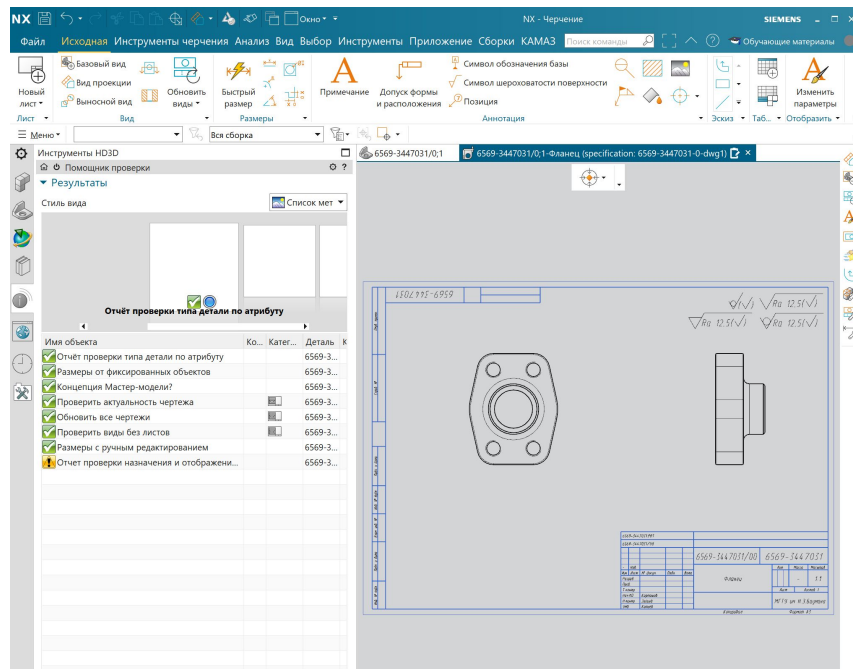 NX Окно NX - Черчение SIEMENS
Файл Исходная Инструменты черчения Анализ Вид Выбор Инструменты Приложение Сборки КАМАЗ Поиск команды Обучающие материалы
Новый лист
Базовый вид
Вид проекции
Выносной вид
Обновить виды
Быстрый размер
Примечание
Допуск формы и расположения
Символ обозначения базы
Символ шероховатости поверхности
Позиция
Изменить параметры
Лист Вид Размеры Аннотация Эскиз Таб... Отобразить
Меню Вся сборка
Инструменты HD3D
Помощник проверки
Результаты
Стиль вида Список мет
Отчёт проверки типа детали по атрибуту
Имя объекта Ко... Катег... Деталь К
Отчёт проверки типа детали по атрибуту 6569-3...
Размеры от фиксированных объектов 6569-3...
Концепция Мастер-модели? 6569-3...
Проверить актуальность чертежа 6569-3...
Обновить все чертежи 6569-3...
Проверить виды без листов 6569-3...
Размеры с ручным редактированием 6569-3...
Отчет проверки назначения и отображени... 6569-3...
6569-3447031/0;1 6569-3447031/0;1-Фланец (specification: 6569-3447031-0-dwg1)
6569-3447031
Ra 12.5(√)
Ra 12.5(√) Ra 12.5(√)
6569-3447031/00 6569-3447031
Фланец
1:1
Копировал Формат А3